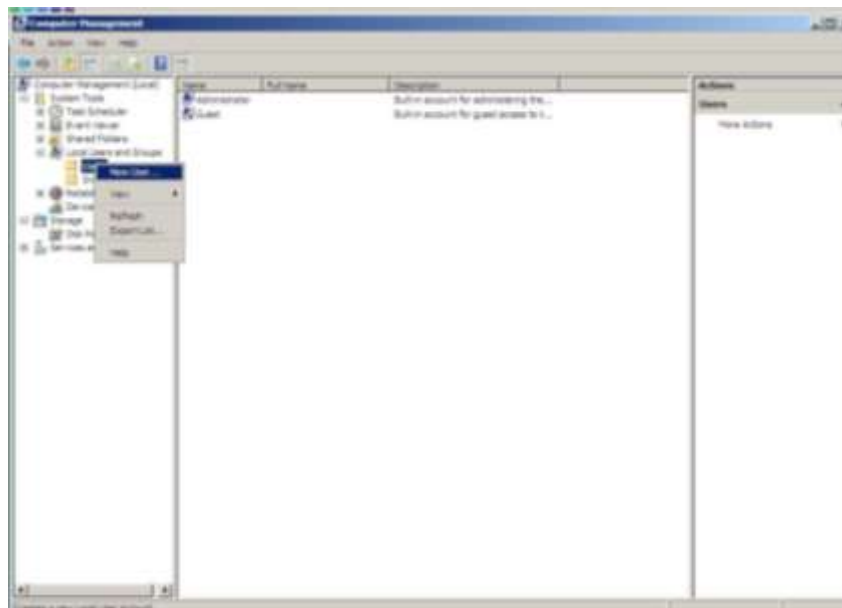 Computer Management
File Action View Help
Computer Management (Local)
System Tools
Task Scheduler
Event Viewer
Shared Folders
Local Users and Groups
Storage
Name Full Name Description
Administrator Built-in account for administering the...
Guest Built-in account for guest access to t...
New User...
View
Refresh
Export List...
Help
Actions
Users
More Actions